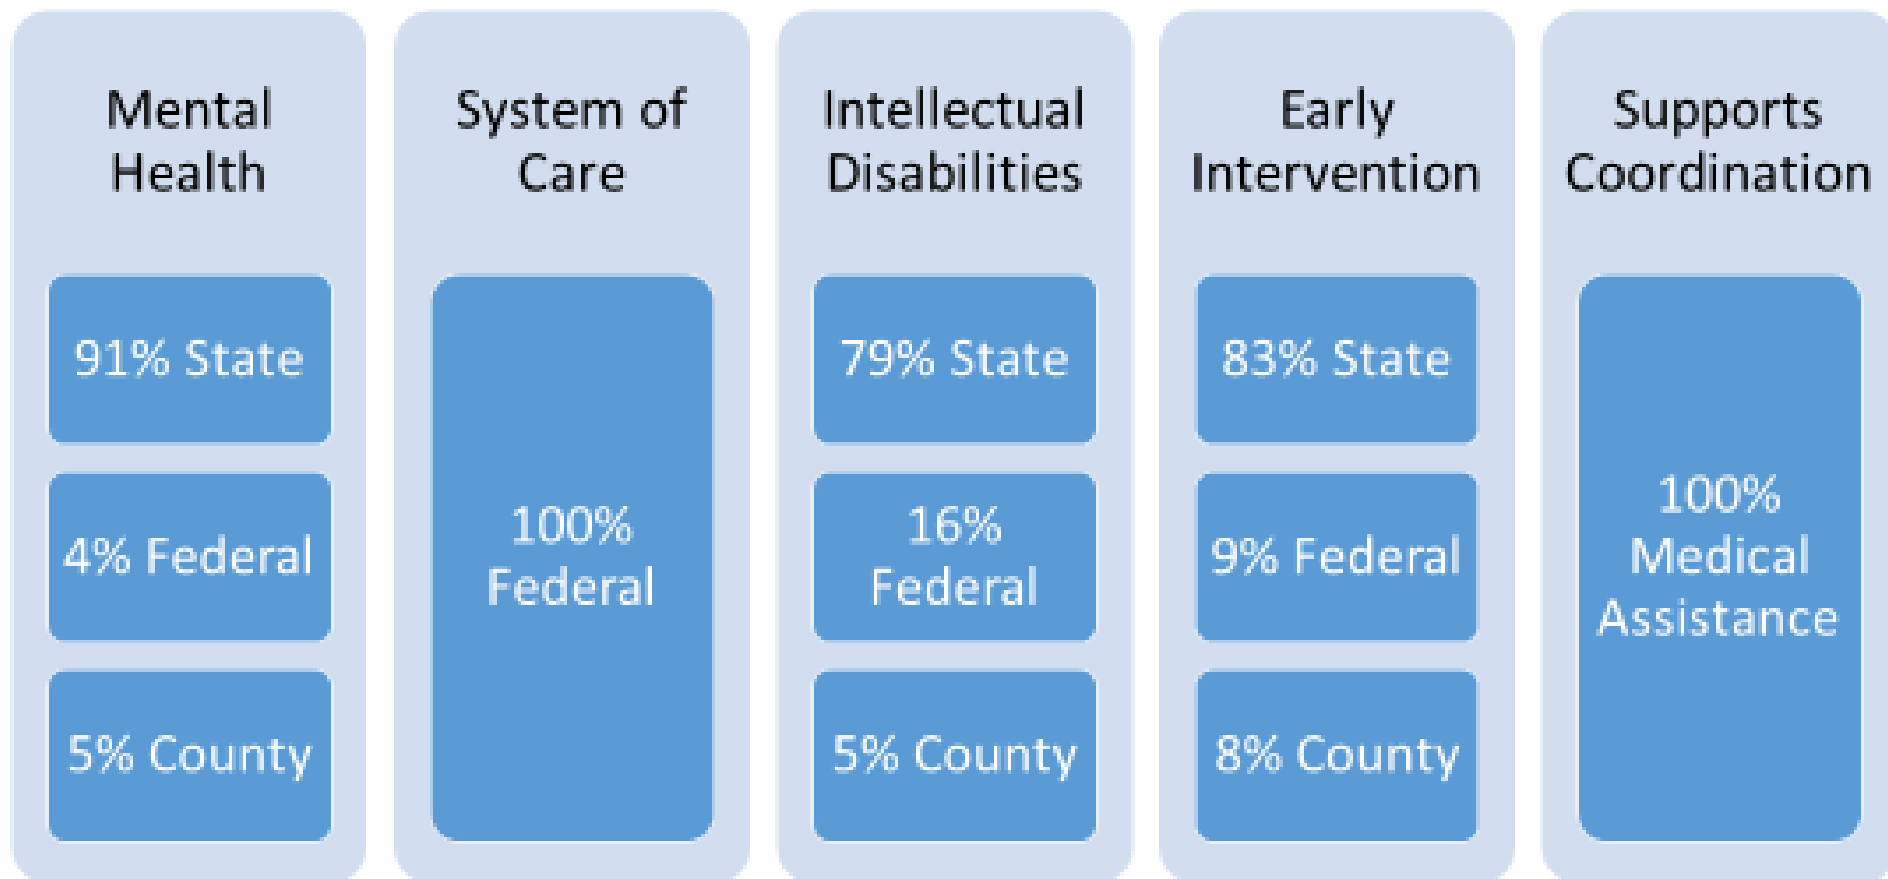 Mental
Health
91% State
4% Federal
5% County
System of
Care
100%
Federal
Intellectual
Disabilities
79% State
16%
Federal
5% County
Early
Intervention
83% State
9% Federal
8% County
Supports
Coordination
100%
Medical
Assistance